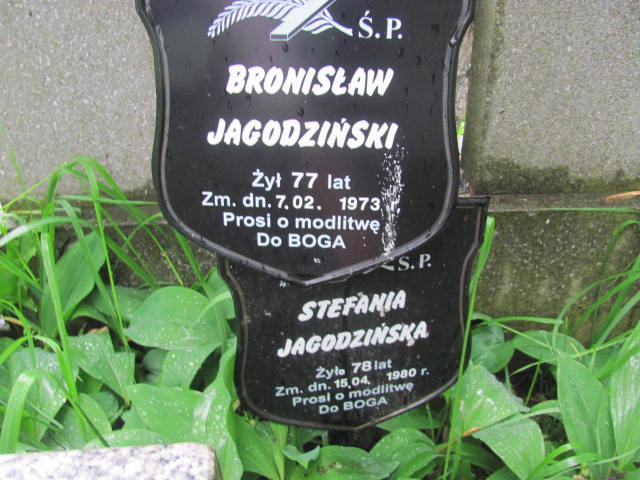 Ś.P.
BRONISŁAW
JAGODZIŃSKI
Żył 77 lat
Zm. dn. 7.02. 1973 r.
Prosi o modlitwę
Do BOGA
Ś.P.
STEFANIA
JAGODZIŃSKA
Żyła 78 lat
Zm. dn. 15.04. 1980 r.
Prosi o modlitwę
Do BOGA